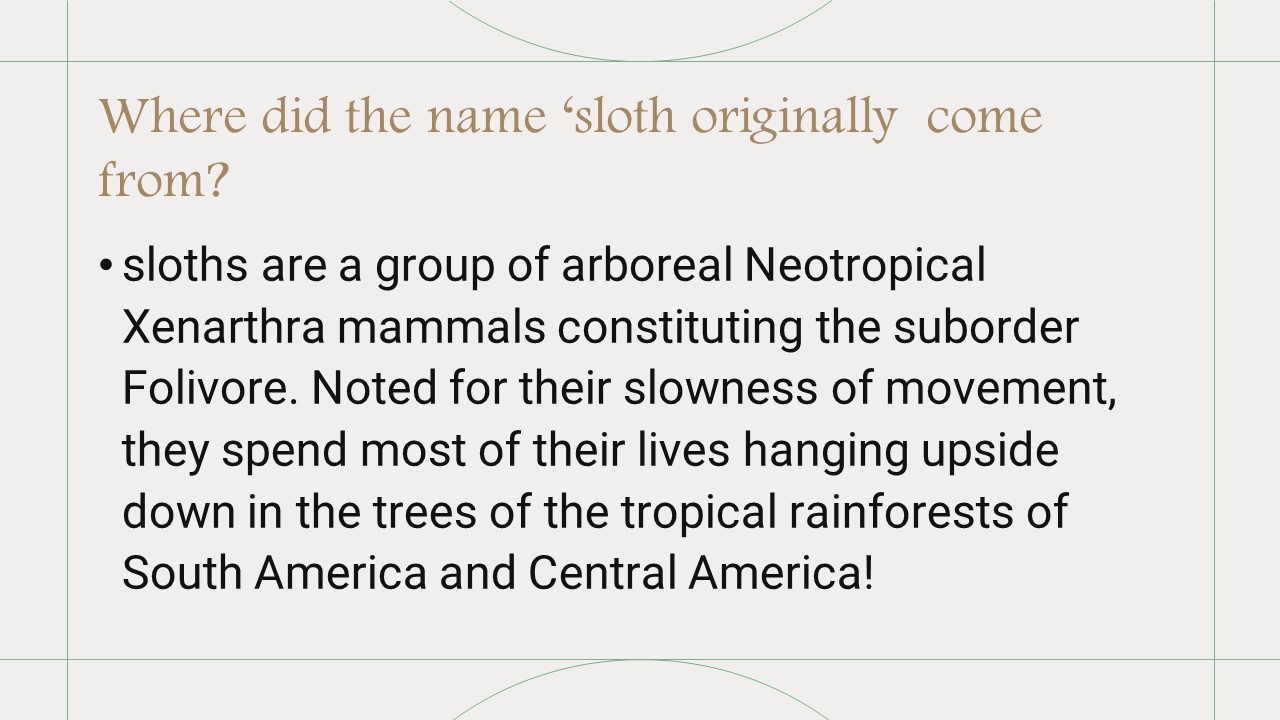 Where did the name ‘sloth originally  come
from?
• sloths are a group of arboreal Neotropical
Xenarthra mammals constituting the suborder
Folivore. Noted for their slowness of movement,
they spend most of their lives hanging upside
down in the trees of the tropical rainforests of
South America and Central America!